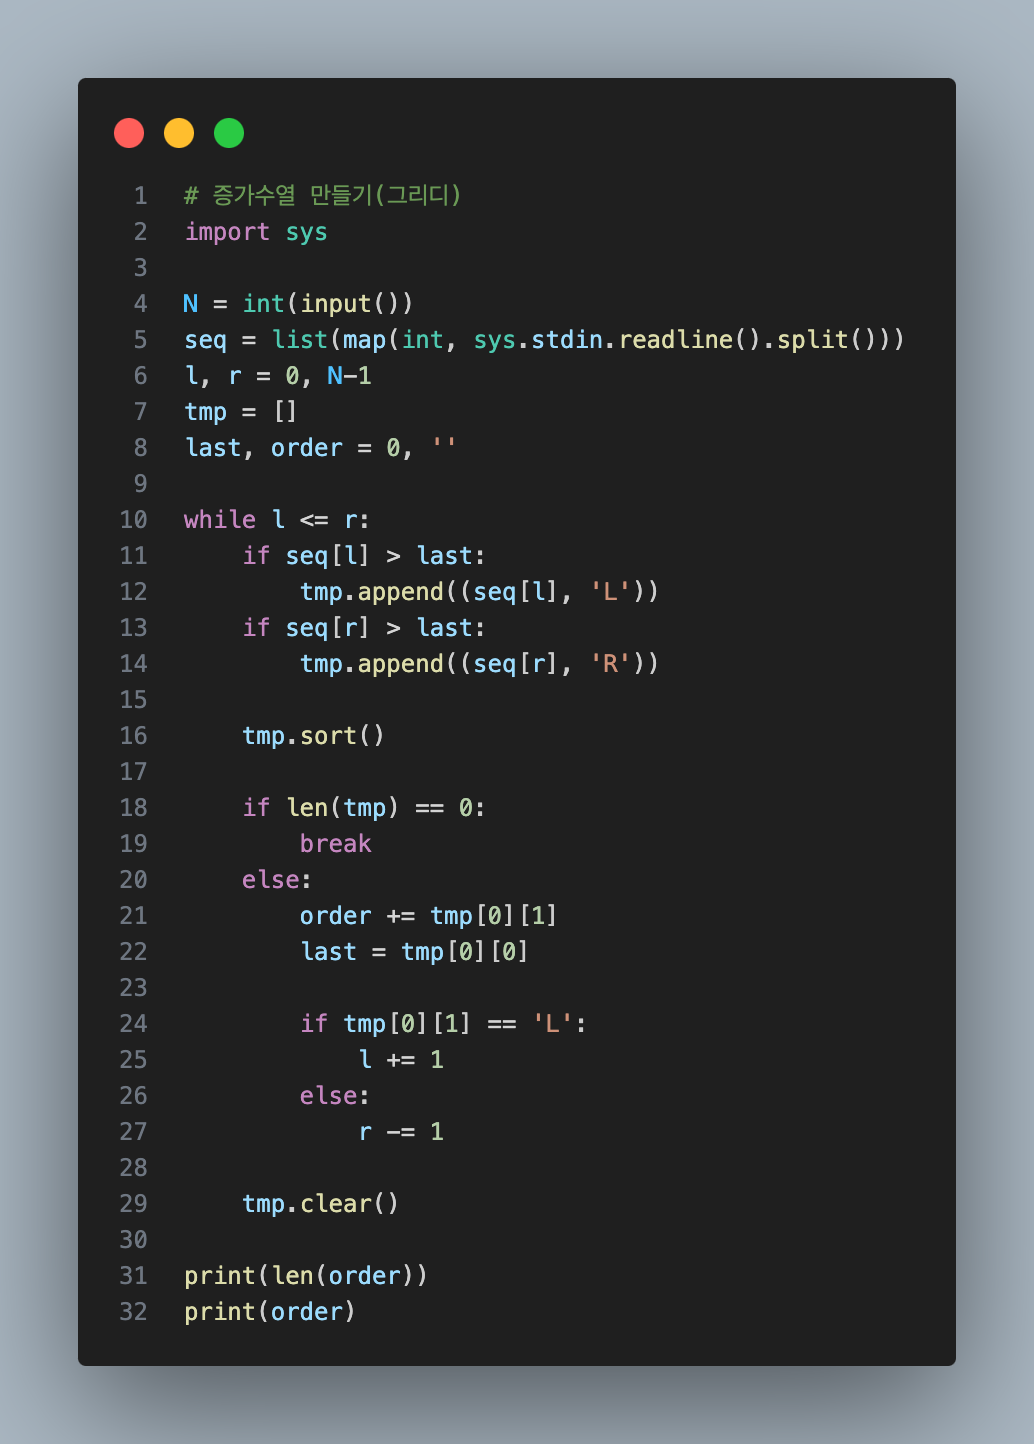 1 # 증가수열 만들기(그리디)
2 import sys
3
4 N = int(input())
5 seq = list(map(int, sys.stdin.readline().split()))
6 l, r = 0, N-1
7 tmp = []
8 last, order = 0, ''
9
10 while l <= r:
11     if seq[l] > last:
12         tmp.append((seq[l], 'L'))
13     if seq[r] > last:
14         tmp.append((seq[r], 'R'))
15
16     tmp.sort()
17
18     if len(tmp) == 0:
19         break
20     else:
21         order += tmp[0][1]
22         last = tmp[0][0]
23
24         if tmp[0][1] == 'L':
25             l += 1
26         else:
27             r -= 1
28
29     tmp.clear()
30
31 print(len(order))
32 print(order)